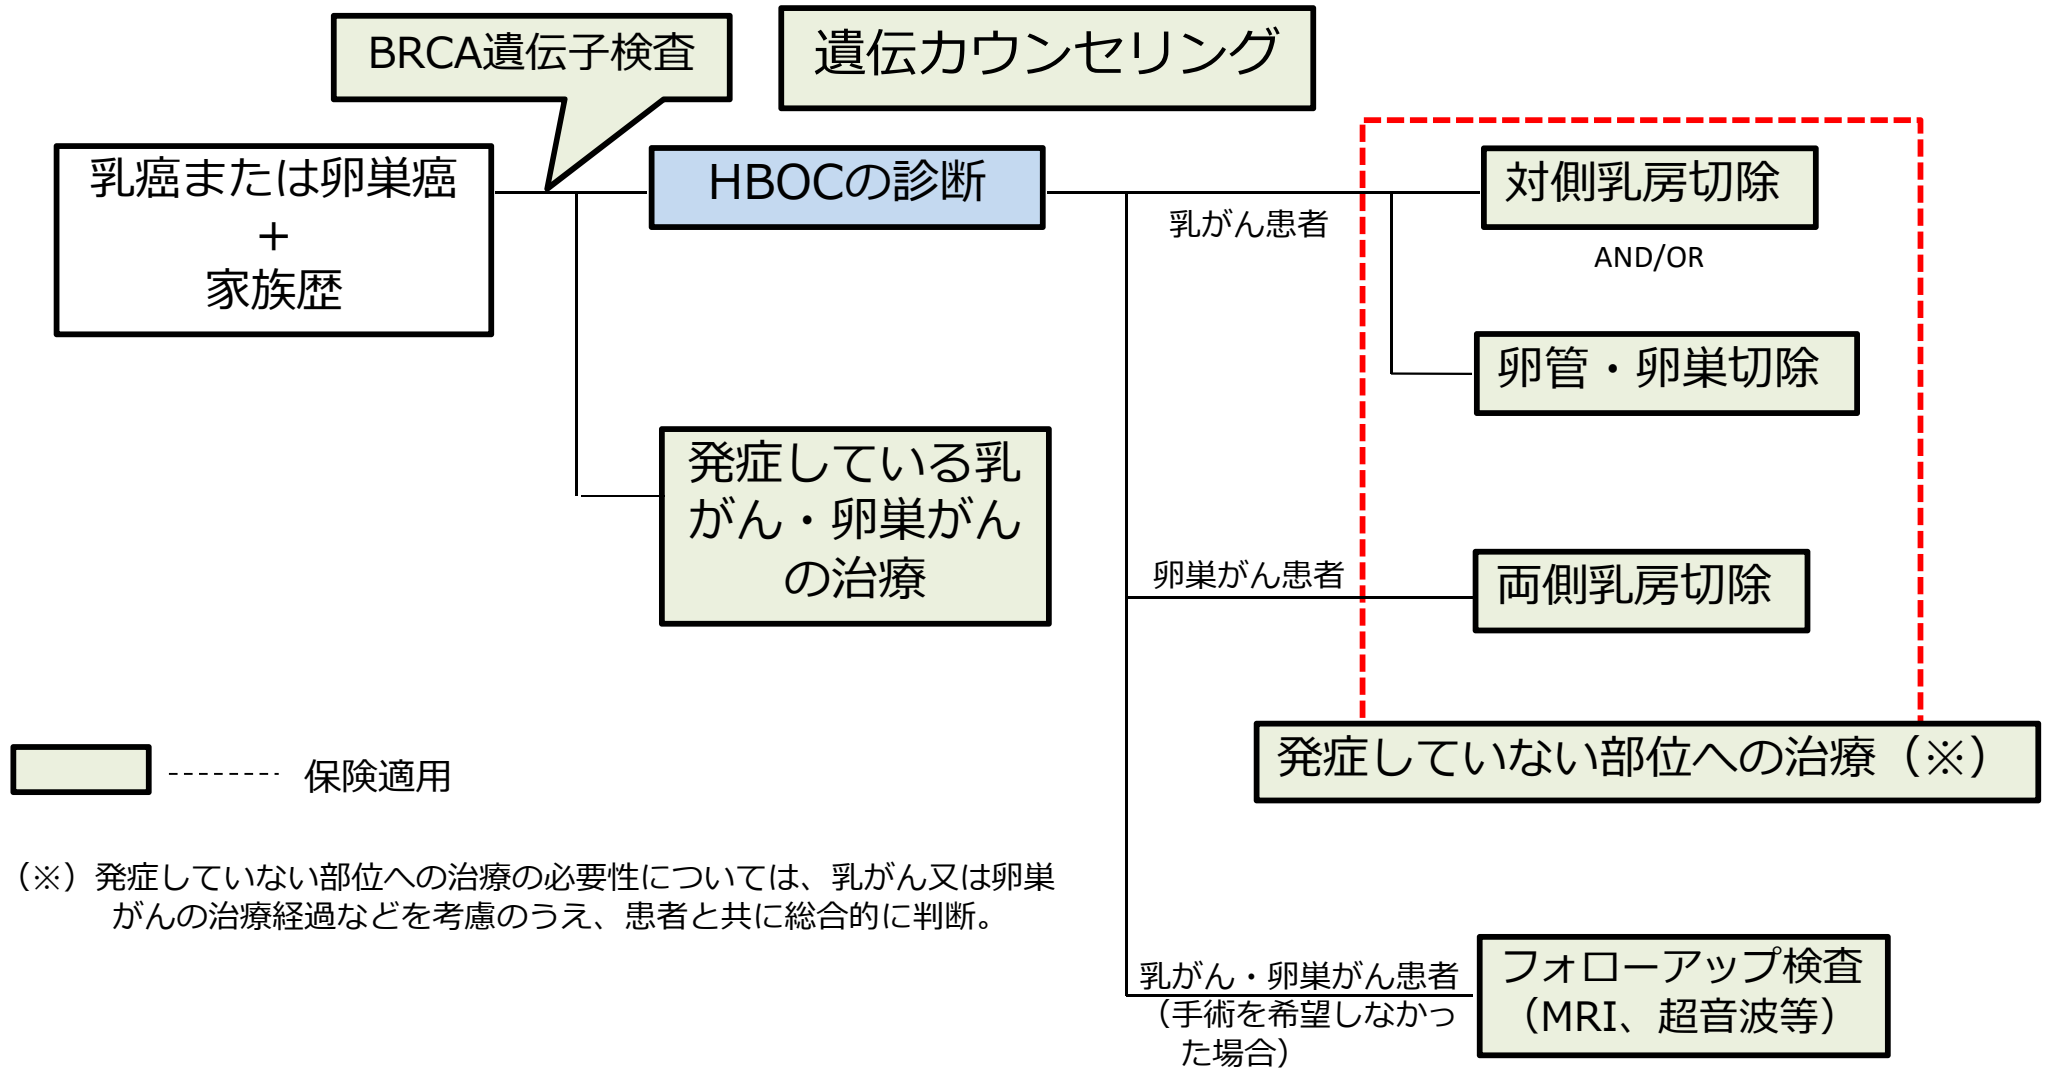 BRCA遺伝子検査
遺伝カウンセリング
乳癌または卵巣癌
+
家族歴
HBOCの診断
対側乳房切除
乳がん患者
AND/OR
卵管・卵巣切除
発症している乳
がん・卵巣がん
の治療
卵巣がん患者
両側乳房切除
発症していない部位への治療（※）
保険適用
（※）発症していない部位への治療の必要性については、乳がん又は卵巣
がんの治療経過などを考慮のうえ、患者と共に総合的に判断。
乳がん・卵巣がん患者
（手術を希望しなかっ
た場合）
フォローアップ検査
（MRI、超音波等）